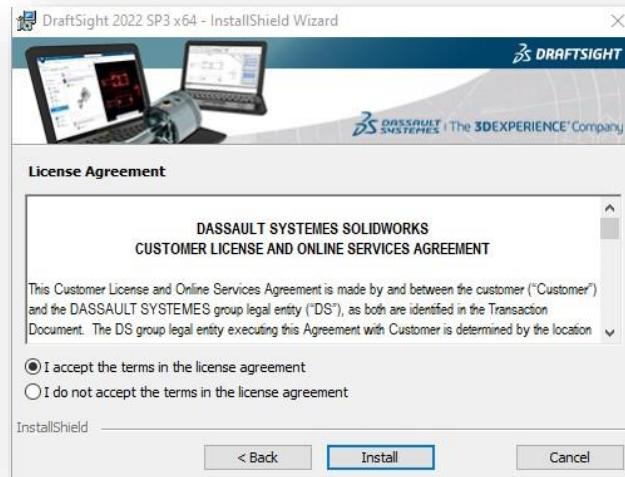 DraftSight 2022 SP3 x64 - InstallShield Wizard
DRAFTSIGHT
DASSAULT SYSTEMES | The 3DEXPERIENCE® Company
License Agreement
DASSAULT SYSTEMES SOLIDWORKS
CUSTOMER LICENSE AND ONLINE SERVICES AGREEMENT
This Customer License and Online Services Agreement is made by and between the customer (“Customer”)
and the DASSAULT SYSTEMES group legal entity (“DS”), as both are identified in the Transaction
Document. The DS group legal entity executing this Agreement with Customer is determined by the location
I accept the terms in the license agreement
I do not accept the terms in the license agreement
InstallShield
< Back
Install
Cancel